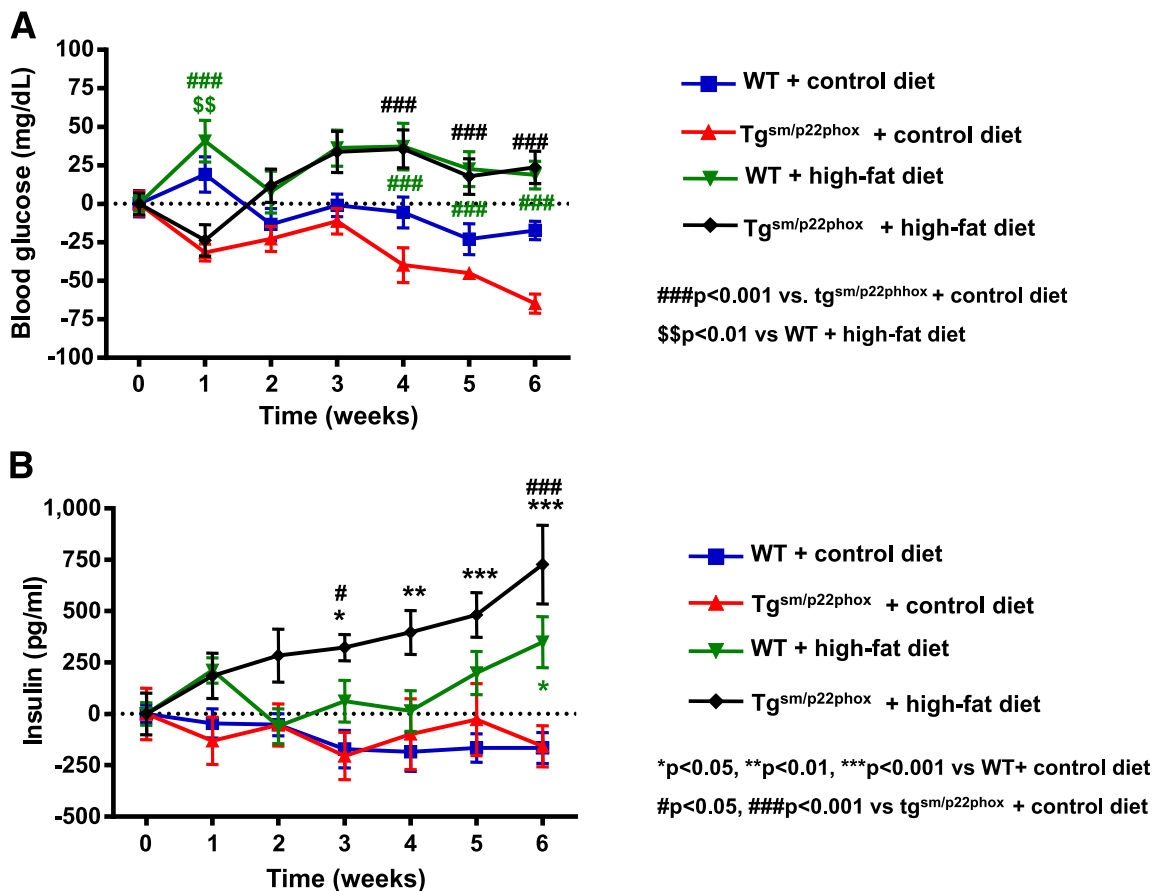 A
Blood glucose (mg/dL)
100
75
50
25
0
-25
-50
-75
-100
###
$$
###
###
###
###
###
###
0 1 2 3 4 5 6
Time (weeks)
WT + control diet
Tgsm/p22phox + control diet
WT + high-fat diet
Tgsm/p22phox + high-fat diet
###p<0.001 vs. tgsm/p22phhox + control diet
$$p<0.01 vs WT + high-fat diet
B
Insulin (pg/ml)
1,000
750
500
250
0
-250
-500
#
*
**
***
###
***
*
0 1 2 3 4 5 6
Time (weeks)
WT + control diet
Tgsm/p22phox + control diet
WT + high-fat diet
Tgsm/p22phox + high-fat diet
*p<0.05, **p<0.01, ***p<0.001 vs WT+ control diet
#p<0.05, ###p<0.001 vs tgsm/p22phox + control diet